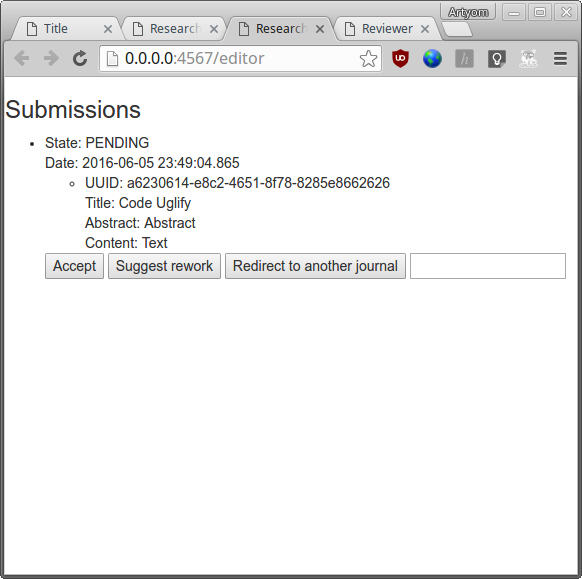 Artyom
Title
Research
Research
Reviewer
0.0.0.0:4567/editor
Submissions
State: PENDING
Date: 2016-06-05 23:49:04.865
UUID: a6230614-e8c2-4651-8f78-8285e8662626
Title: Code Uglify
Abstract: Abstract
Content: Text
Accept
Suggest rework
Redirect to another journal